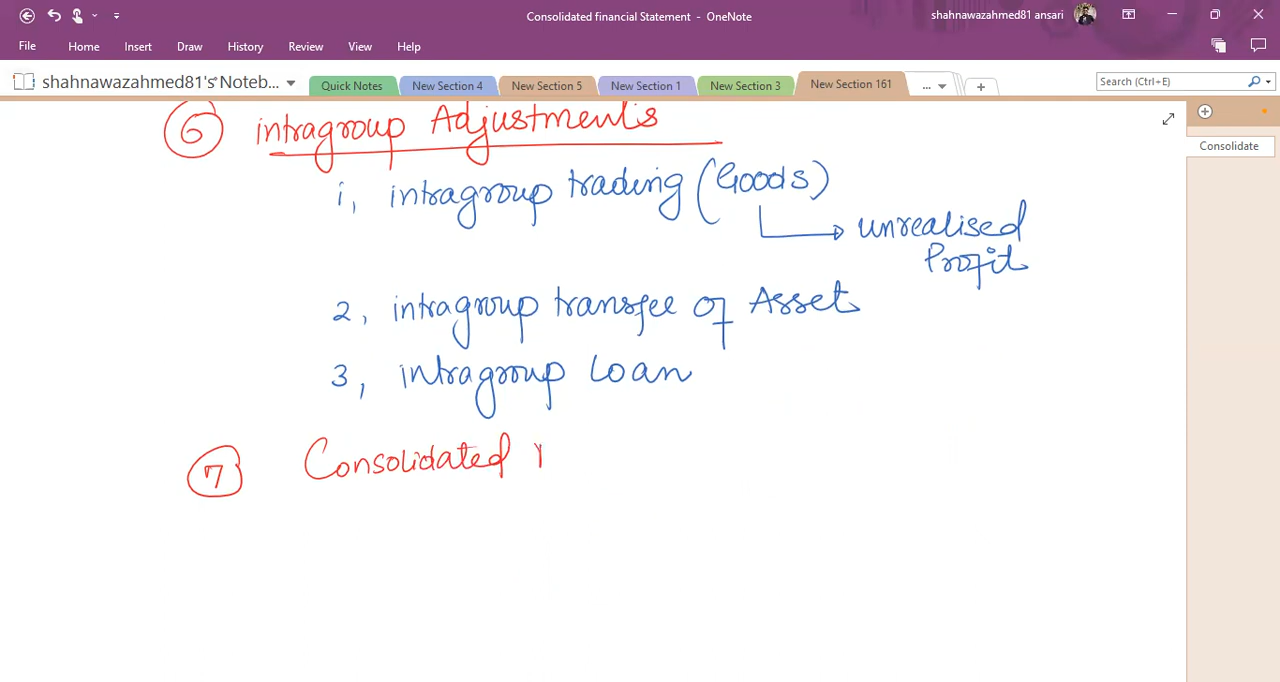 Consolidated financial Statement - OneNote
shahnawazahmed81 ansari
File Home Insert Draw History Review View Help
shahnawazahmed81's Noteb... Quick Notes New Section 4 New Section 5 New Section 1 New Section 3 New Section 161 ... + Search (Ctrl+E)
Consolidate
6 intragroup Adjustments
i, intragroup trading (Goods)
unrealised
Profit
2, intragroup transfee of Asset
3, intragroup loan
7 Consolidated